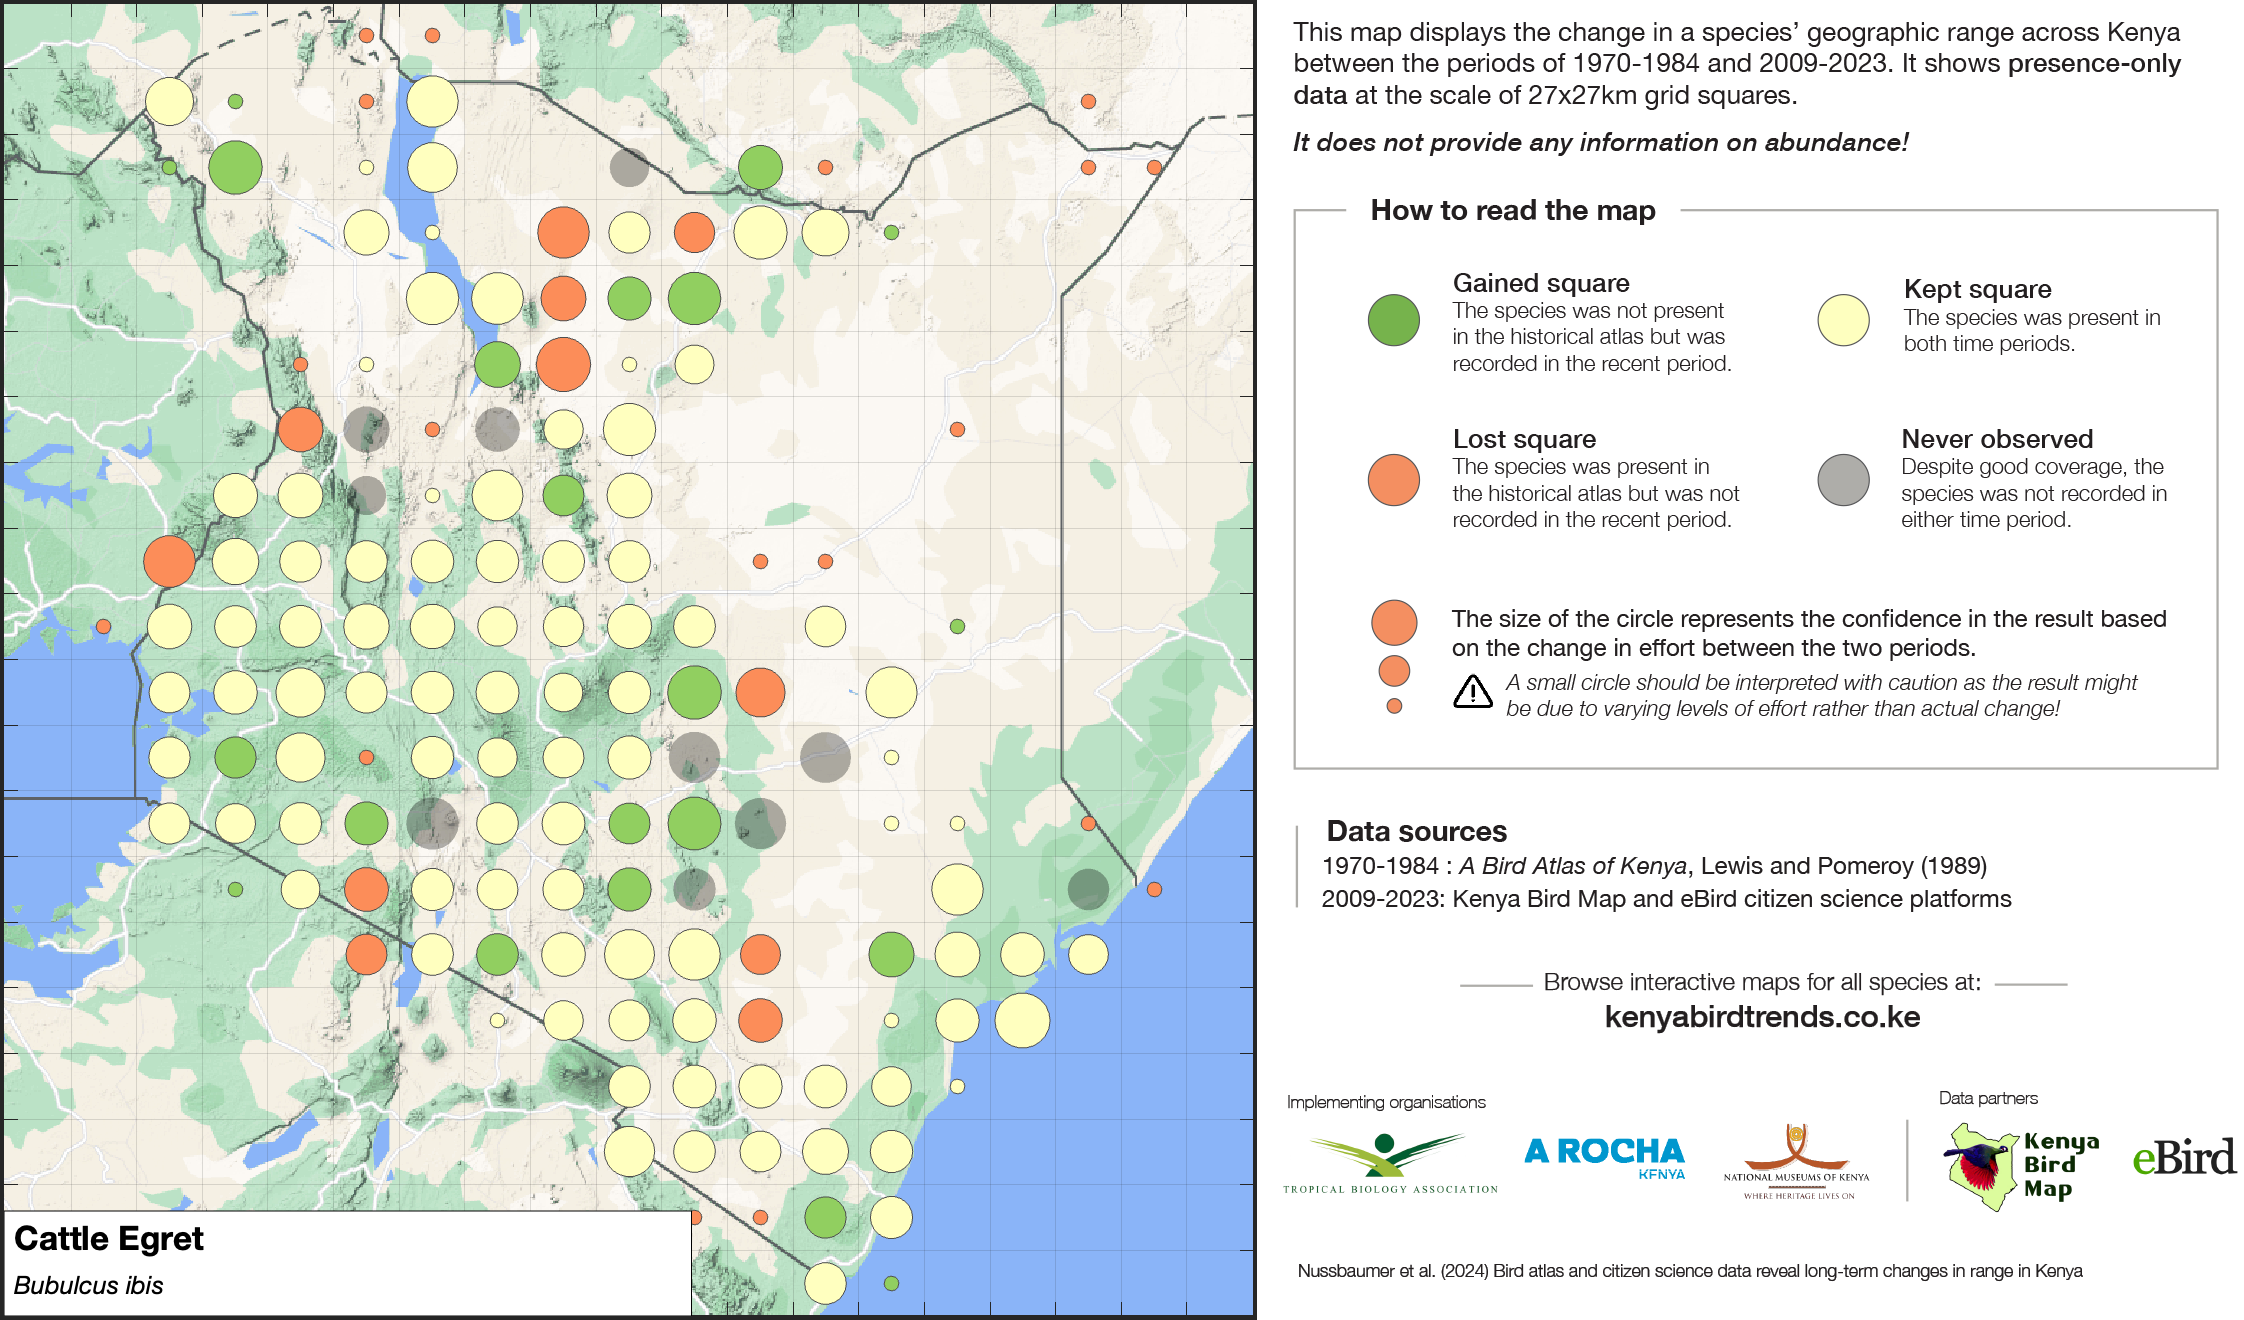 This map displays the change in a species’ geographic range across Kenya
between the periods of 1970-1984 and 2009-2023. It shows presence-only
data at the scale of 27x27km grid squares.
It does not provide any information on abundance!
How to read the map
Gained square
The species was not present
in the historical atlas but was
recorded in the recent period.
Kept square
The species was present in
both time periods.
Lost square
The species was present in
the historical atlas but was not
recorded in the recent period.
Never observed
Despite good coverage, the
species was not recorded in
either time period.
The size of the circle represents the confidence in the result based
on the change in effort between the two periods.
A small circle should be interpreted with caution as the result might
be due to varying levels of effort rather than actual change!
Data sources
1970-1984 : A Bird Atlas of Kenya, Lewis and Pomeroy (1989)
2009-2023: Kenya Bird Map and eBird citizen science platforms
Browse interactive maps for all species at:
kenyabirdtrends.co.ke
Implementing organisations
Data partners
TROPICAL BIOLOGY ASSOCIATION
A ROCHA
KENYA
NATIONAL MUSEUMS OF KENYA
WHERE HERITAGE LIVES ON
Kenya
Bird
Map
eBird
Nussbaumer et al. (2024) Bird atlas and citizen science data reveal long-term changes in range in Kenya
Cattle Egret
Bubulcus ibis